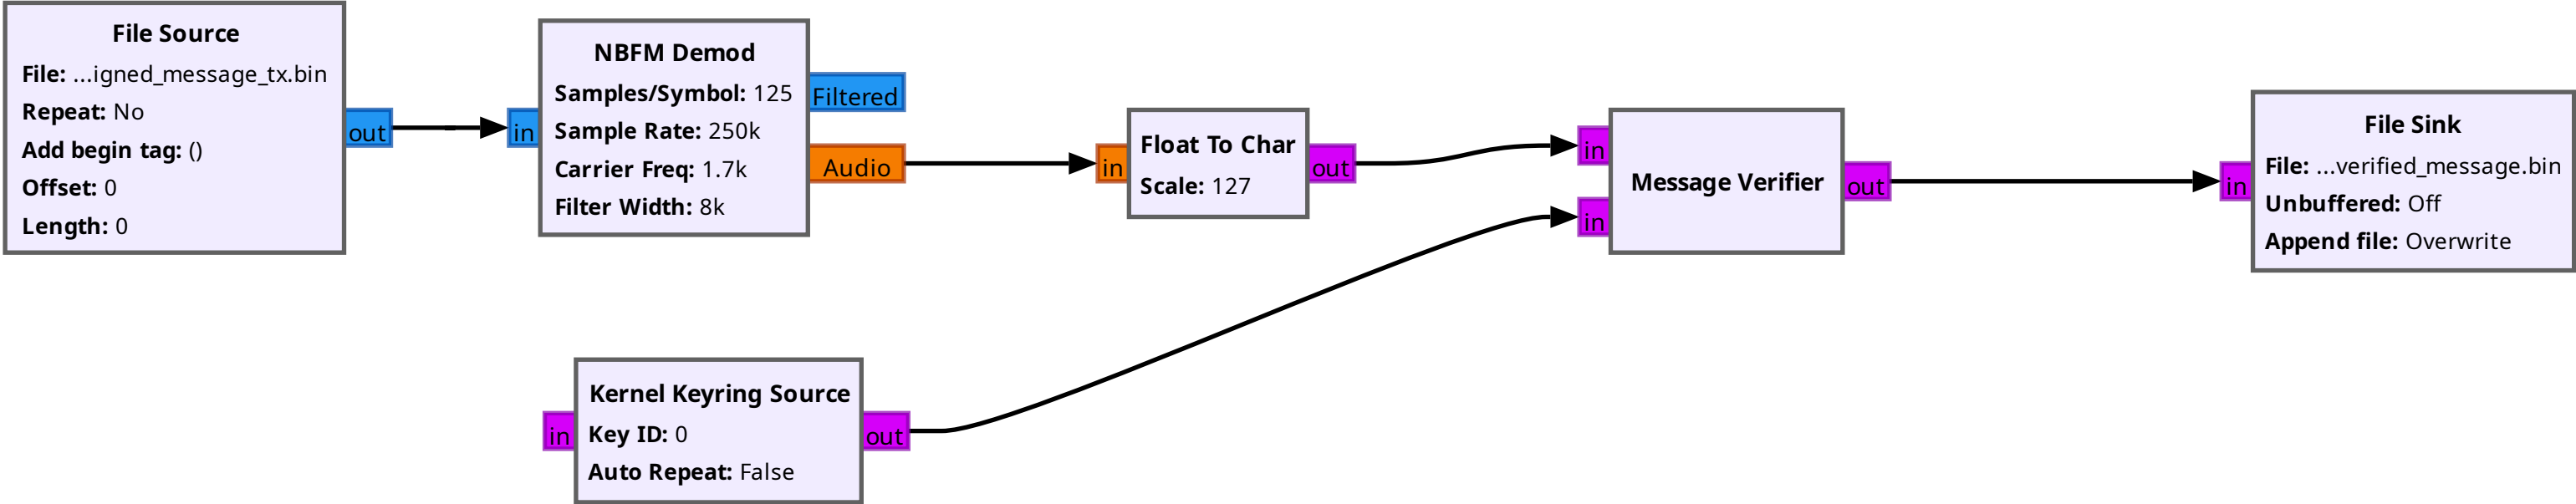 File Source
File: ...igned_message_tx.bin
Repeat: No
Add begin tag: ()
Offset: 0
Length: 0
out
in
NBFM Demod
Samples/Symbol: 125
Sample Rate: 250k
Carrier Freq: 1.7k
Filter Width: 8k
Filtered
Audio
in
Float To Char
Scale: 127
out
in
in
Message Verifier
out
in
File Sink
File: ...verified_message.bin
Unbuffered: Off
Append file: Overwrite
in
Kernel Keyring Source
Key ID: 0
Auto Repeat: False
out